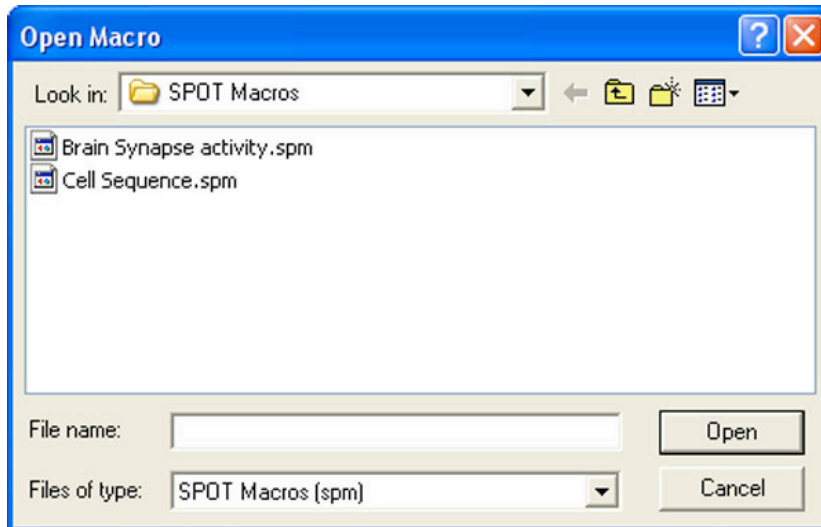 Open Macro
Look in: SPOT Macros
Brain Synapse activity.spm
Cell Sequence.spm
File name: Open
Files of type: SPOT Macros (spm) Cancel